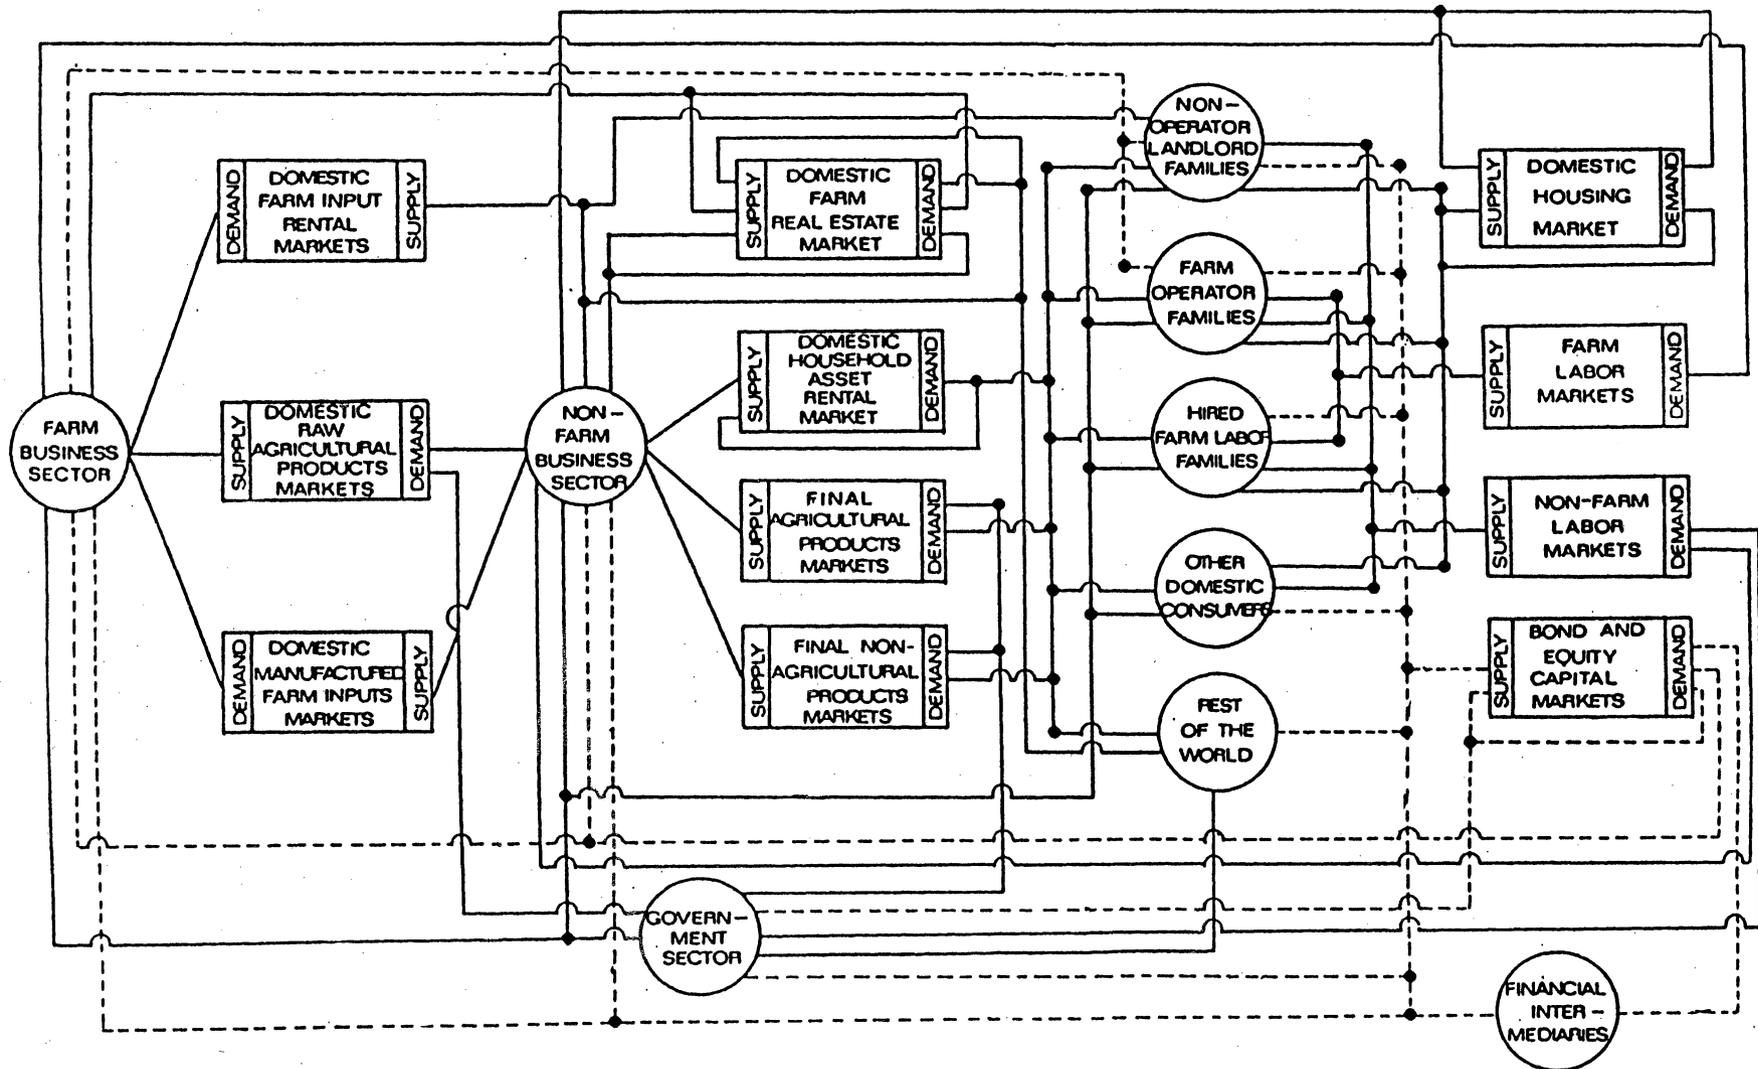 FARM
BUSINESS
SECTOR
DEMAND
DOMESTIC
FARM INPUT
RENTAL
MARKETS
SUPPLY
SUPPLY
DOMESTIC
RAW
AGRICULTURAL
PRODUCTS
MARKETS
DEMAND
DEMAND
DOMESTIC
MANUFACTURED
FARM INPUTS
MARKETS
SUPPLY
NON-
FARM
BUSINESS
SECTOR
SUPPLY
DOMESTIC
FARM
REAL ESTATE
MARKET
DEMAND
SUPPLY
DOMESTIC
HOUSEHOLD
ASSET
RENTAL
MARKET
DEMAND
SUPPLY
FINAL
AGRICULTURAL
PRODUCTS
MARKETS
DEMAND
SUPPLY
FINAL NON-
AGRICULTURAL
PRODUCTS
MARKETS
DEMAND
GOVERN-
MENT
SECTOR
NON-
OPERATOR
LANDLORD
FAMILIES
FARM
OPERATOR
FAMILIES
HIRED
FARM LABOR
FAMILIES
OTHER
DOMESTIC
CONSUMERS
REST
OF THE
WORLD
SUPPLY
DOMESTIC
HOUSING
MARKET
DEMAND
SUPPLY
FARM
LABOR
MARKETS
DEMAND
SUPPLY
NON-FARM
LABOR
MARKETS
DEMAND
SUPPLY
BOND AND
EQUITY
CAPITAL
MARKETS
DEMAND
FINANCIAL
INTER-
MEDIARIES